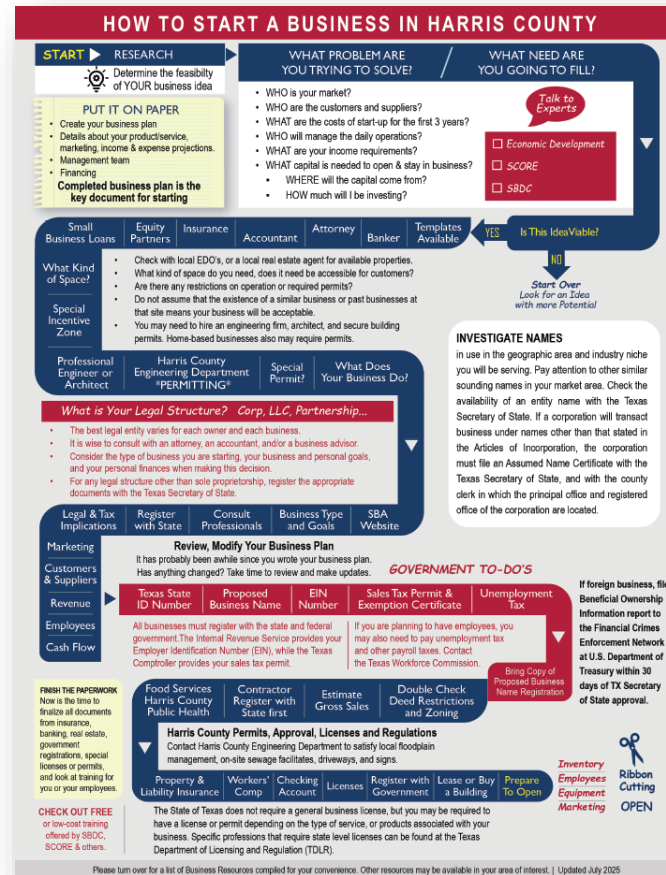 HOW TO START A BUSINESS IN HARRIS COUNTY
START
RESEARCH
Determine the feasibilty
of YOUR business idea
PUT IT ON PAPER
• Create your business plan
• Details about your product/service,
marketing, income & expense projections.
• Management team
• Financing
Completed business plan is the
key document for starting
WHAT PROBLEM ARE
YOU TRYING TO SOLVE?
/
WHAT NEED ARE
YOU GOING TO FILL?
• WHO is your market?
• WHO are the customers and suppliers?
• WHAT are the costs of start-up for the first 3 years?
• WHO will manage the daily operations?
• WHAT are your income requirements?
• WHAT capital is needed to open & stay in business?
▪ WHERE will the capital come from?
▪ HOW much will I be investing?
Talk to
Experts
Economic Development
SCORE
SBDC
Is This IdeaViable?
YES
NO
Start Over
Look for an Idea
with more Potential
Small
Business Loans
Equity
Partners
Insurance
Accountant
Attorney
Banker
Templates
Available
What Kind
of Space?
Special
Incentive
Zone
• Check with local EDO's, or a local real estate agent for available properties.
• What kind of space do you need, does it need be accessible for customers?
• Are there any restrictions on operation or required permits?
• Do not assume that the existence of a similar business or past businesses at
that site means your business will be acceptable.
• You may need to hire an engineering firm, architect, and secure building
permits. Home-based businesses also may require permits.
Professional
Engineer or
Architect
Harris County
Engineering Department
*PERMITTING*
Special
Permit?
What Does
Your Business Do?
INVESTIGATE NAMES
in use in the geographic area and industry niche
you will be serving. Pay attention to other similar
sounding names in your market area. Check the
availability of an entity name with the Texas
Secretary of State. If a corporation will transact
business under names other than that stated in
the Articles of Incorporation, the corporation
must file an Assumed Name Certificate with the
Texas Secretary of State, and with the county
clerk in which the principal office and registered
office of the corporation are located.
What is Your Legal Structure? Corp, LLC, Partnership...
• The best legal entity varies for each owner and each business.
• It is wise to consult with an attorney, an accountant, and/or a business advisor.
• Consider the type of business you are starting, your business and personal goals,
and your personal finances when making this decision.
• For any legal structure other than sole proprietorship, register the appropriate
documents with the Texas Secretary of State.
Legal & Tax
Implications
Register
with State
Consult
Professionals
Business Type
and Goals
SBA
Website
Marketing
Customers
& Suppliers
Revenue
Employees
Cash Flow
Review, Modify Your Business Plan
It has probably been awhile since you wrote your business plan.
Has anything changed? Take time to review and make updates.
GOVERNMENT TO-DO'S
Texas State
ID Number
Proposed
Business Name
EIN
Number
Sales Tax Permit &
Exemption Certificate
Unemployment
Tax
All businesses must register with the state and federal
government.The Internal Revenue Service provides your
Employer Identification Number (EIN), while the Texas
Comptroller provides your sales tax permit.
If you are planning to have employees, you
may also need to pay unemployment tax
and other payroll taxes. Contact
the Texas Workforce Commission.
Bring Copy of
Proposed Business
Name Registration
If foreign business, file
Beneficial Ownership
Information report to
the Financial Crimes
Enforcement Network
at U.S. Department of
Treasury within 30
days of TX Secretary
of State approval.
FINISH THE PAPERWORK
Now is the time to
finalize all documents
from insurance,
banking, real estate,
government
registrations, special
licenses or permits,
and look at training for
you or your employees.
Food Services
Harris County
Public Health
Contractor
Register with
State first
Estimate
Gross Sales
Double Check
Deed Restrictions
and Zoning
Harris County Permits, Approval, Licenses and Regulations
Contact Harris County Engineering Department to satisfy local floodplain
management, on-site sewage facilitates, driveways, and signs.
Property &
Liability Insurance
Workers'
Comp
Checking
Account
Licenses
Register with
Government
Lease or Buy
a Building
Prepare
To Open
Inventory
Employees
Equipment
Marketing
Ribbon
Cutting
OPEN
CHECK OUT FREE
or low-cost training
offered by SBDC,
SCORE & others.
The State of Texas does not require a general business license, but you may be required to
have a license or permit depending on the type of service, or products associated with your
business. Specific professions that require state level licenses can be found at the Texas
Department of Licensing and Regulation (TDLR).
Please turn over for a list of Business Resources compiled for your convenience. Other resources may be available in your area of interest. | Updated July 2025